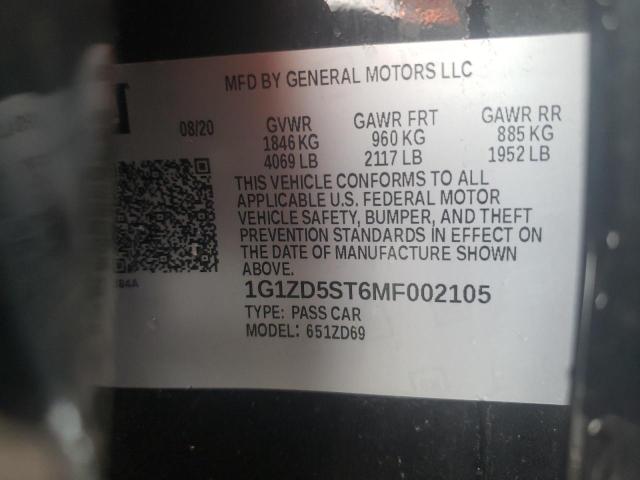 MFD BY GENERAL MOTORS LLC
08/20 GVWR GAWR FRT GAWR RR
1846 KG 960 KG 885 KG
4069 LB 2117 LB 1952 LB
THIS VEHICLE CONFORMS TO ALL
APPLICABLE U.S. FEDERAL MOTOR
VEHICLE SAFETY, BUMPER, AND THEFT
PREVENTION STANDARDS IN EFFECT ON
THE DATE OF MANUFACTURE SHOWN
ABOVE.
1G1ZD5ST6MF002105
TYPE: PASS CAR
MODEL: 651ZD69